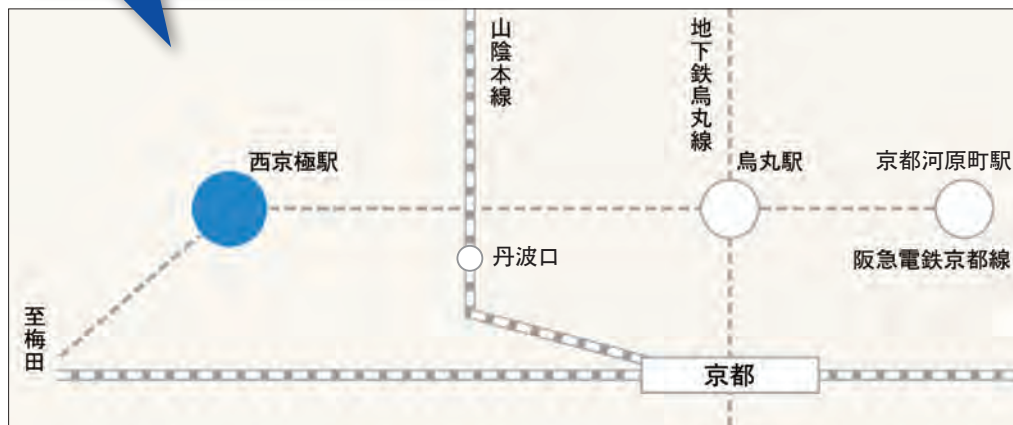 山陰本線
地下鉄烏丸線
西京極駅
烏丸駅
京都河原町駅
丹波口
阪急電鉄京都線
至梅田
京都